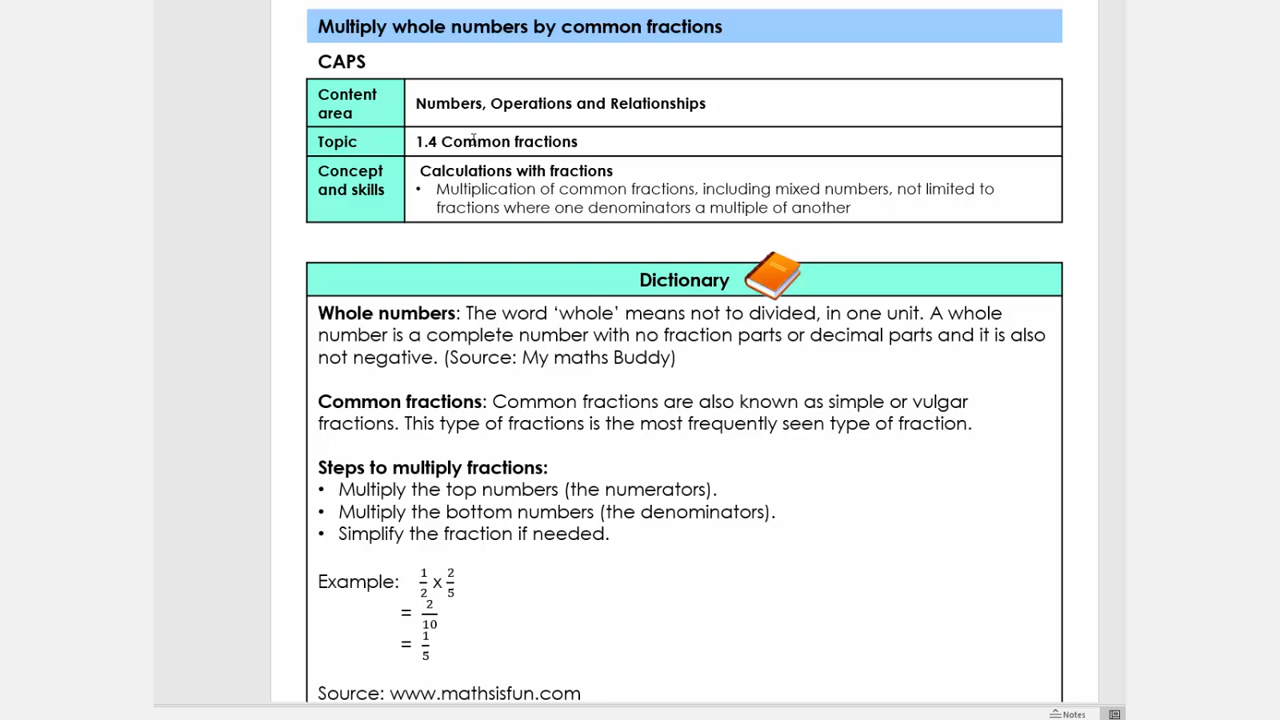 Multiply whole numbers by common fractions
CAPS
Content
area
Numbers, Operations and Relationships
Topic
1.4 Common fractions
Concept
and skills
Calculations with fractions
• Multiplication of common fractions, including mixed numbers, not limited to
fractions where one denominators a multiple of another
Dictionary
Whole numbers: The word ‘whole’ means not to divided, in one unit. A whole
number is a complete number with no fraction parts or decimal parts and it is also
not negative. (Source: My maths Buddy)
Common fractions: Common fractions are also known as simple or vulgar
fractions. This type of fractions is the most frequently seen type of fraction.
Steps to multiply fractions:
• Multiply the top numbers (the numerators).
• Multiply the bottom numbers (the denominators).
• Simplify the fraction if needed.
Example: 1/2 x 2/5
= 2/10
= 1/5
Source: www.mathsisfun.com
Notes